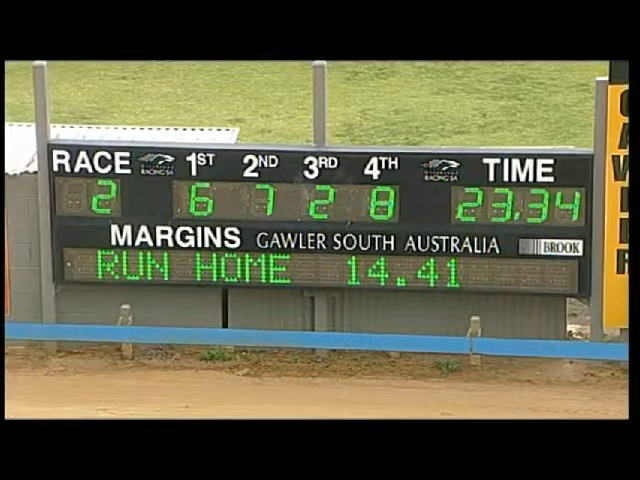 RACE 1ST 2ND 3RD 4TH TIME
2 6 7 2 8 23.34
MARGINS GAWLER SOUTH AUSTRALIA BROOK
RUN HOME 14.41
GAWLER